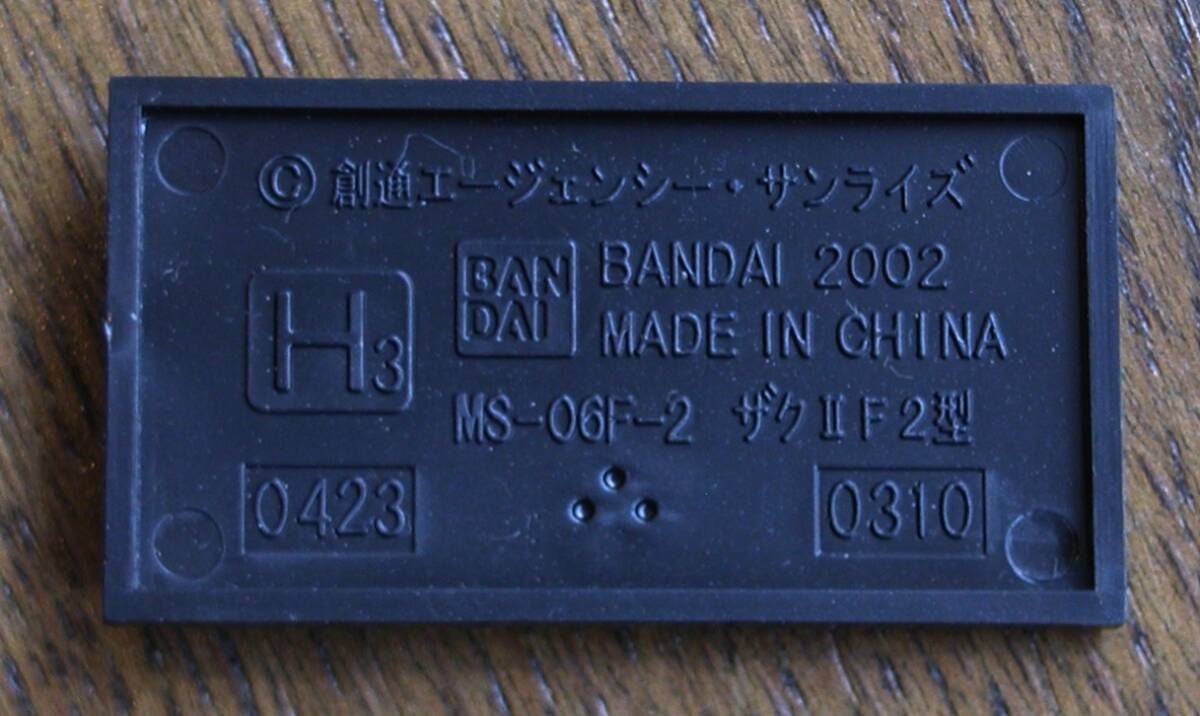 © 創通エージェンシー・サンライズ
H3
BAN
DAI
BANDAI 2002
MADE IN CHINA
MS-06F-2 ザクⅡF2型
0423
0310